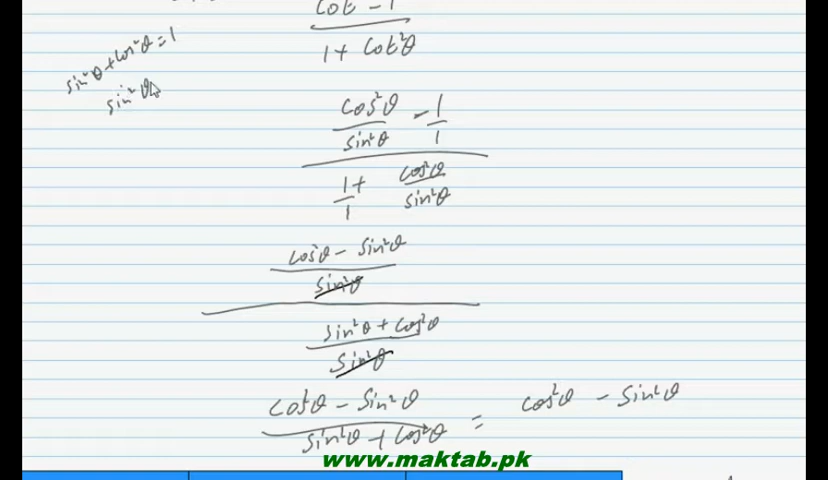 cot - 1
1 + cot²θ
sin²θ + cos²θ = 1
sin²θ
cos²θ
sin²θ
- 1
1
1
1
+
cos²θ
sin²θ
cos²θ - sin²θ
sin²θ
sin²θ + cos²θ
sin²θ
cos²θ - sin²θ
sin²θ + cos²θ
= cos²θ - sin²θ
www.maktab.pk